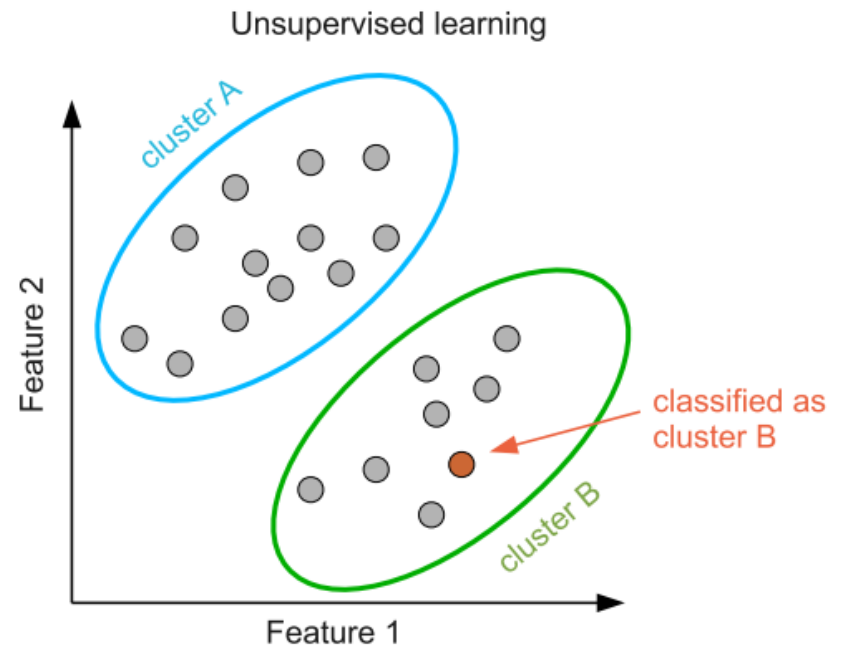 Unsupervised learning
cluster A
Feature 2
classified as
cluster B
cluster B
Feature 1